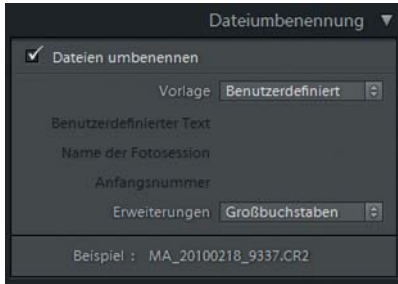 Dateiumbenennung
Dateien umbenennen
Vorlage Benutzerdefiniert
Benutzerdefinierter Text
Name der Fotosession
Anfangsnummer
Erweiterungen Großbuchstaben
Beispiel : MA_20100218_9337.CR2